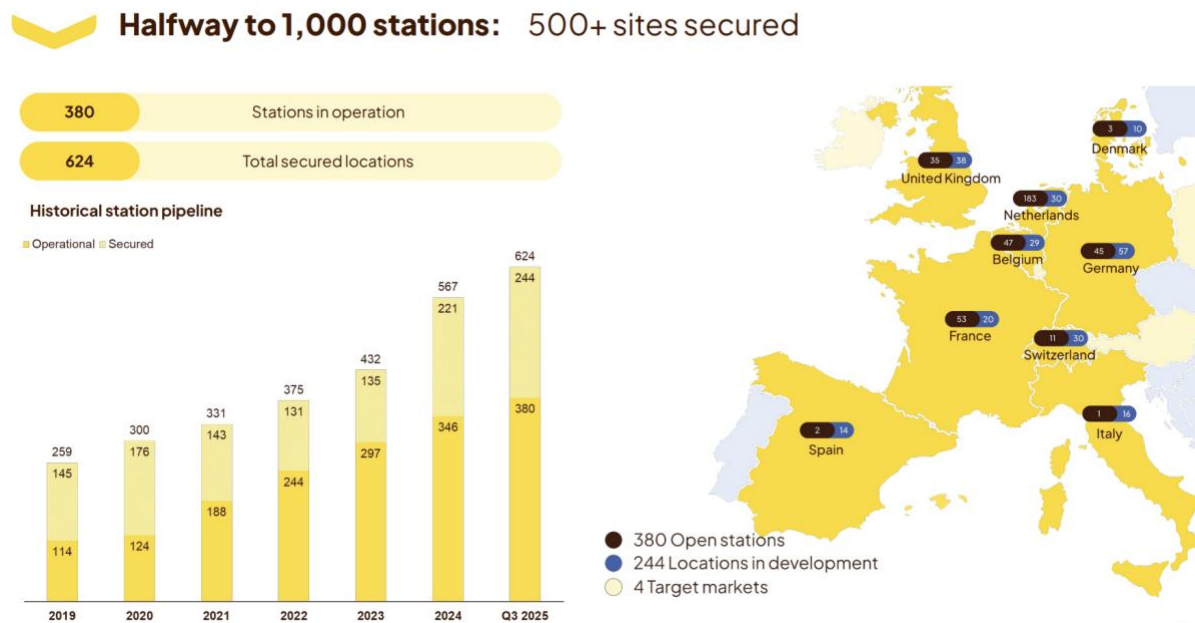 Halfway to 1,000 stations: 500+ sites secured
380 Stations in operation
624 Total secured locations
Historical station pipeline
Operational Secured
259
145
114
2019
300
176
124
2020
331
143
188
2021
375
131
244
2022
432
135
297
2023
567
221
346
2024
624
244
380
Q3 2025
3 10
Denmark
35 38
United Kingdom
183 30
Netherlands
47 29
Belgium
45 57
Germany
53 20
France
11 30
Switzerland
1 16
Italy
2 14
Spain
380 Open stations
244 Locations in development
4 Target markets